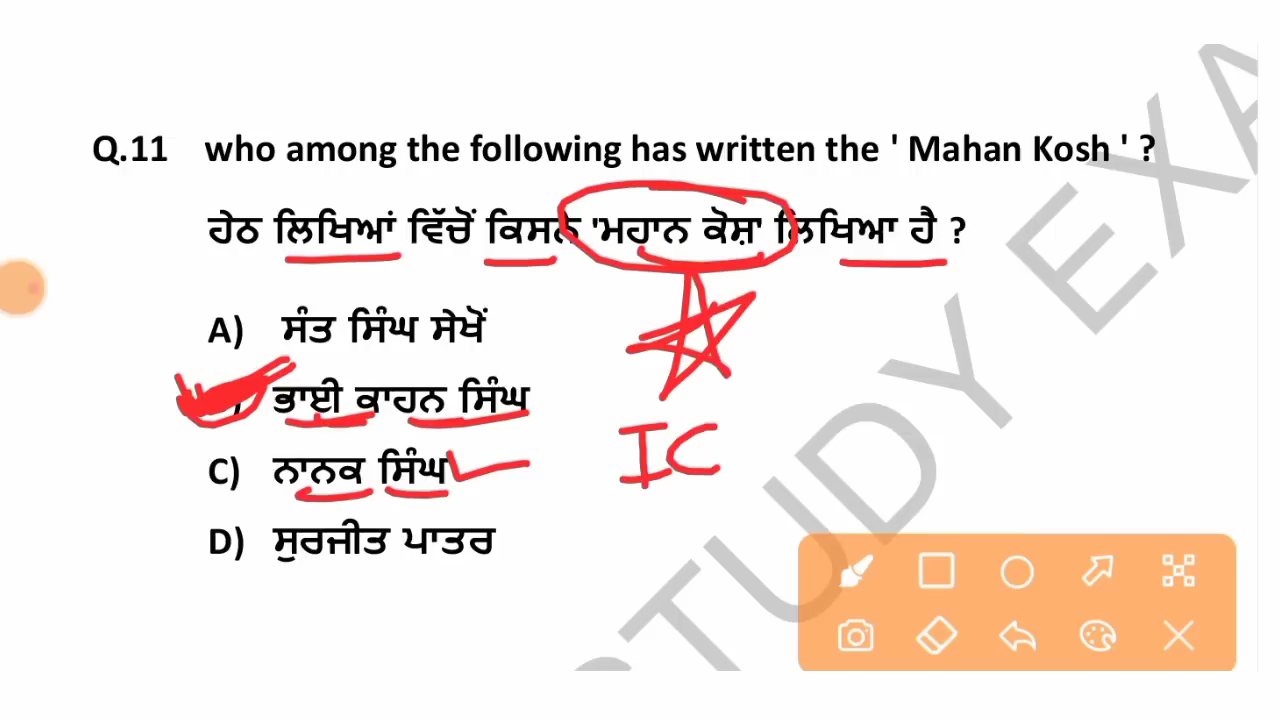 Q.11 who among the following has written the ' Mahan Kosh ' ?
ਹੇਠ ਲਿਖਿਆਂ ਵਿੱਚੋਂ ਕਿਸਨੇ 'ਮਹਾਨ ਕੋਸ਼ਾ ਲਿਖਿਆ ਹੈ ?
A) ਸੰਤ ਸਿੰਘ ਸੇਖੋਂ
ਭਾਈ ਕਾਹਨ ਸਿੰਘ
C) ਨਾਨਕ ਸਿੰਘ
D) ਸੁਰਜੀਤ ਪਾਤਰ
IC
STUDY EXA